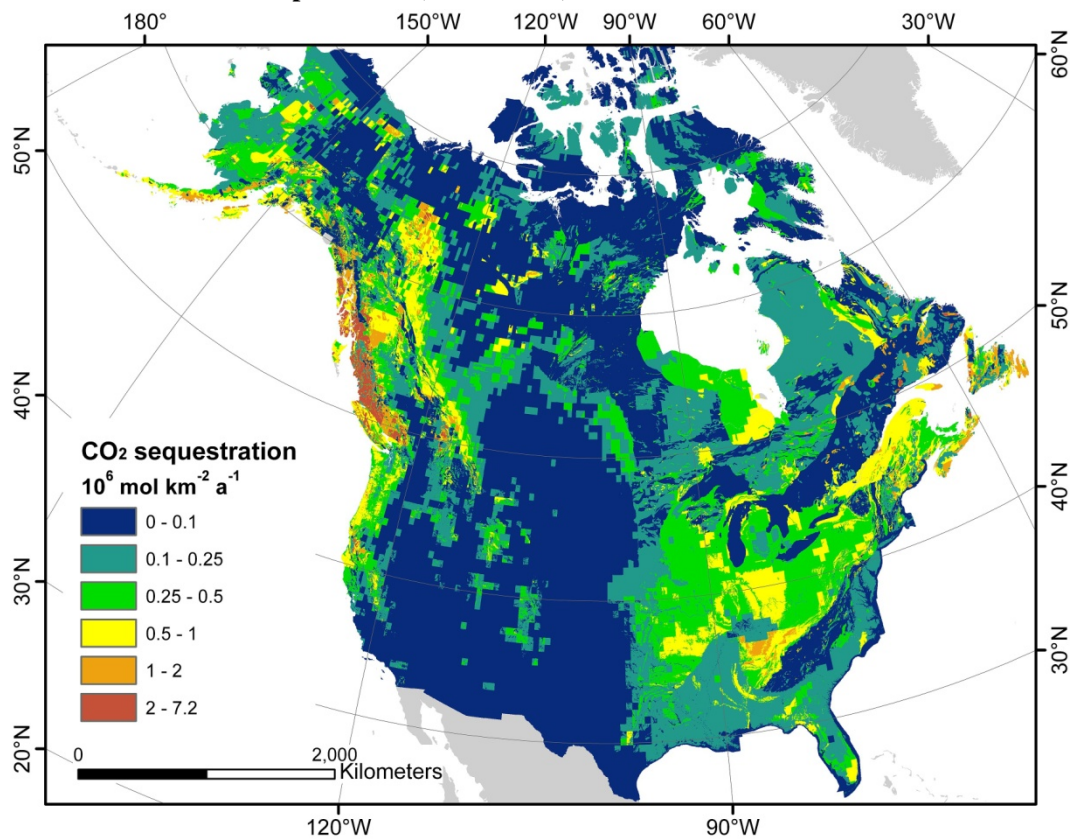 180° 150°W 120°W 90°W 60°W 30°W
60°N
50°N
50°N
40°N
40°N
30°N
30°N
20°N
CO₂ sequestration
10⁶ mol km⁻² a⁻¹
0 - 0.1
0.1 - 0.25
0.25 - 0.5
0.5 - 1
1 - 2
2 - 7.2
0 2,000
Kilometers
120°W 90°W